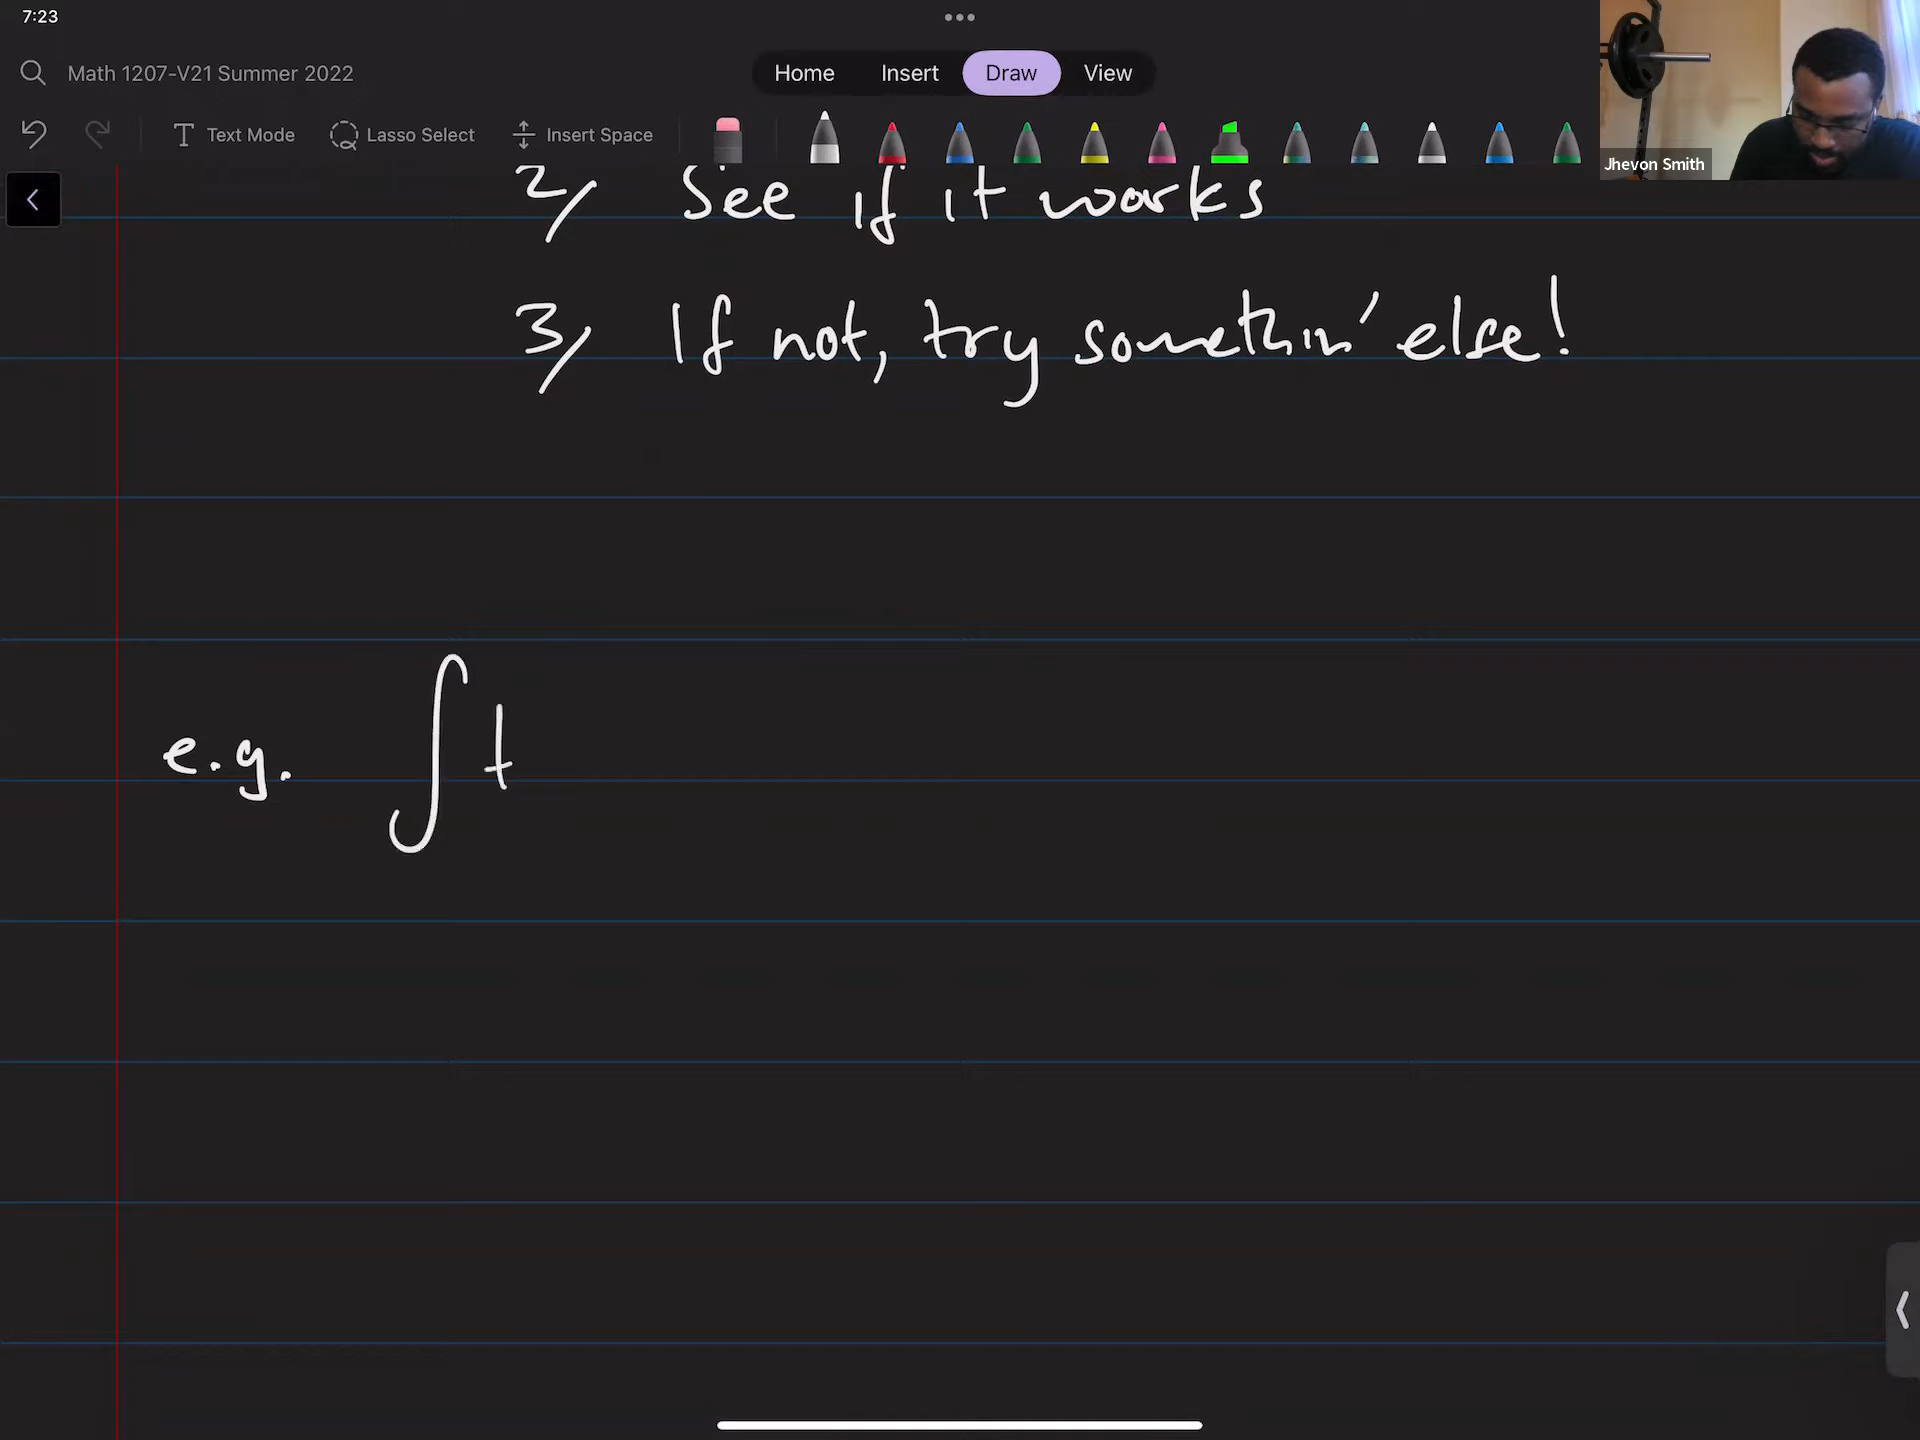 7:23
Math 1207-V21 Summer 2022
Home Insert Draw View
Text Mode Lasso Select Insert Space
Jhevon Smith
2) See if it works
3) If not, try somethin' else!
e.g. ∫ t